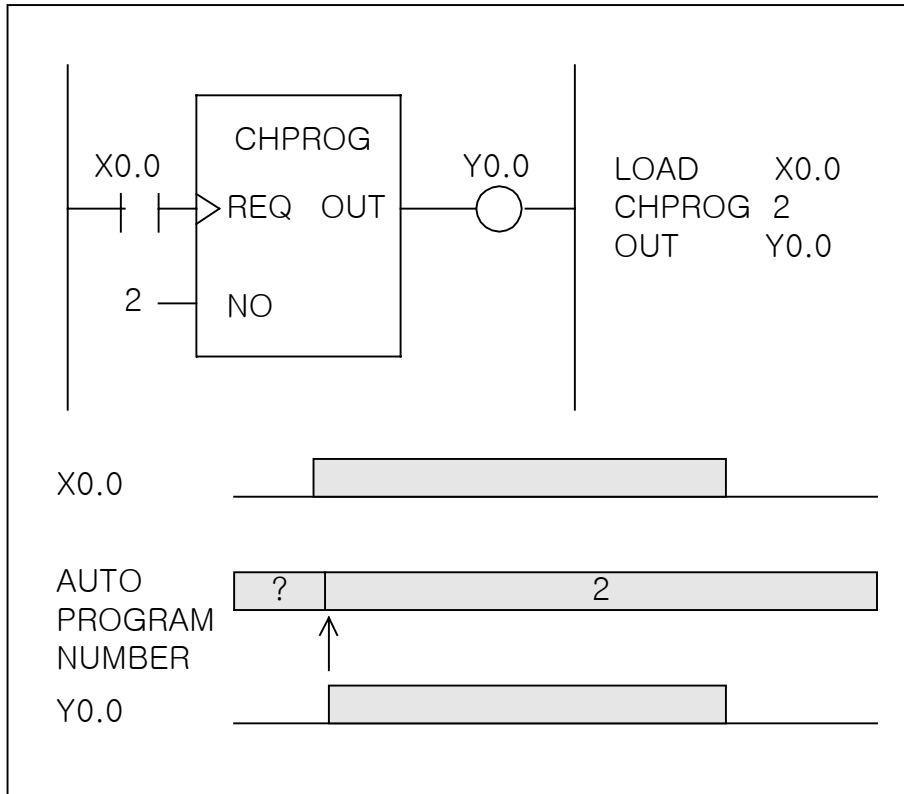 CHPROG
X0.0
Y0.0
REQ OUT
2
NO
LOAD X0.0
CHPROG 2
OUT Y0.0
X0.0
AUTO
PROGRAM
NUMBER
? 2
Y0.0